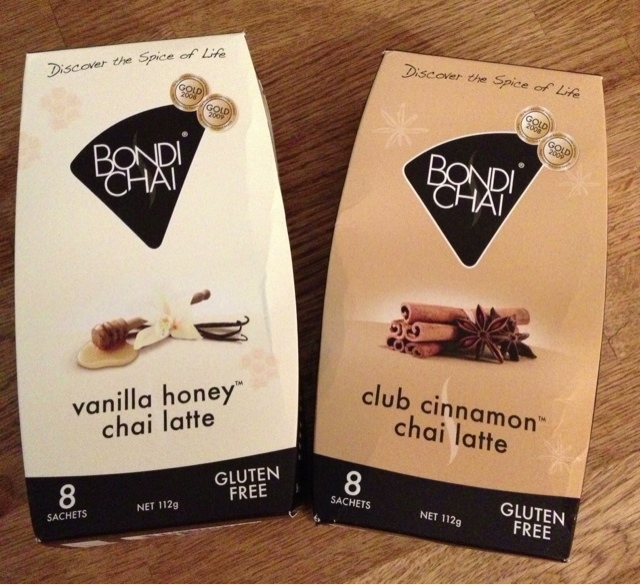 Discover the Spice of Life
GOLD
2008
GOLD
2009
BONDI
CHAI
®
vanilla honey™
chai latte
8
SACHETS
NET 112g
GLUTEN
FREE
Discover the Spice of Life
GOLD
2008
GOLD
2009
BONDI
CHAI
®
club cinnamon™
chai latte
8
SACHETS
NET 112g
GLUTEN
FREE